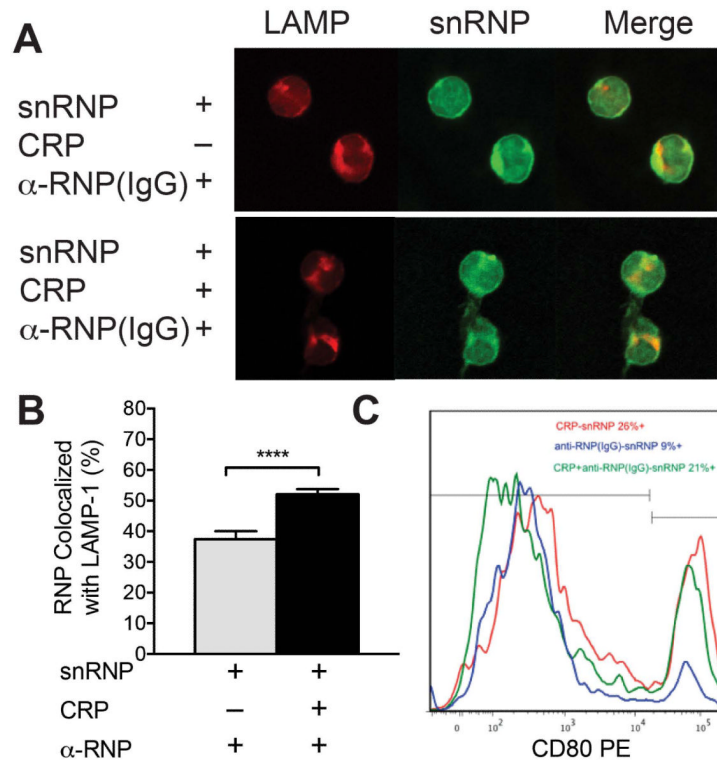 A
LAMP snRNP Merge
snRNP +
CRP –
α-RNP(IgG) +
snRNP +
CRP +
α-RNP(IgG) +
B
RNP Colocalized
with LAMP-1 (%)
80
70
60
50
40
30
20
10
0
****
snRNP + +
CRP – +
α-RNP + +
C
CRP-snRNP 26%+
anti-RNP(IgG)-snRNP 9%+
CRP+anti-RNP(IgG)-snRNP 21%+
0 10² 10³ 10⁴ 10⁵
CD80 PE